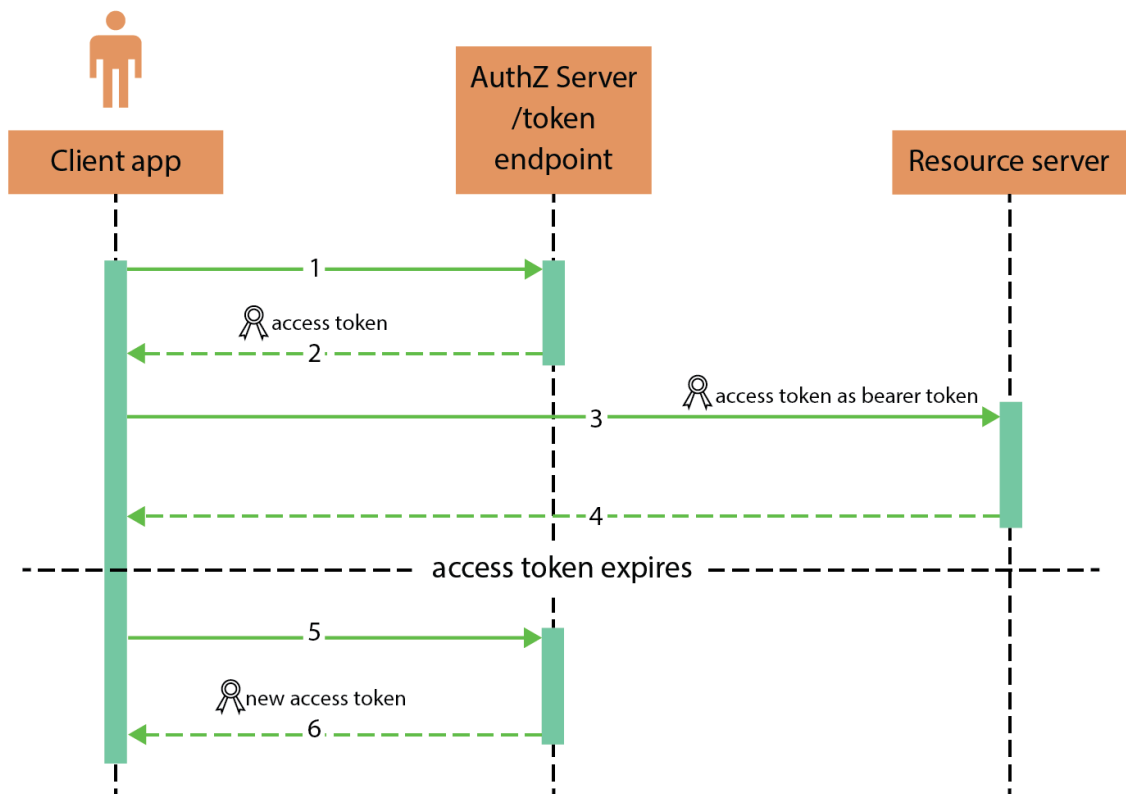 AuthZ Server
/token
endpoint
Client app
Resource server
1
access token
2
access token as bearer token
3
4
access token expires
5
new access token
6